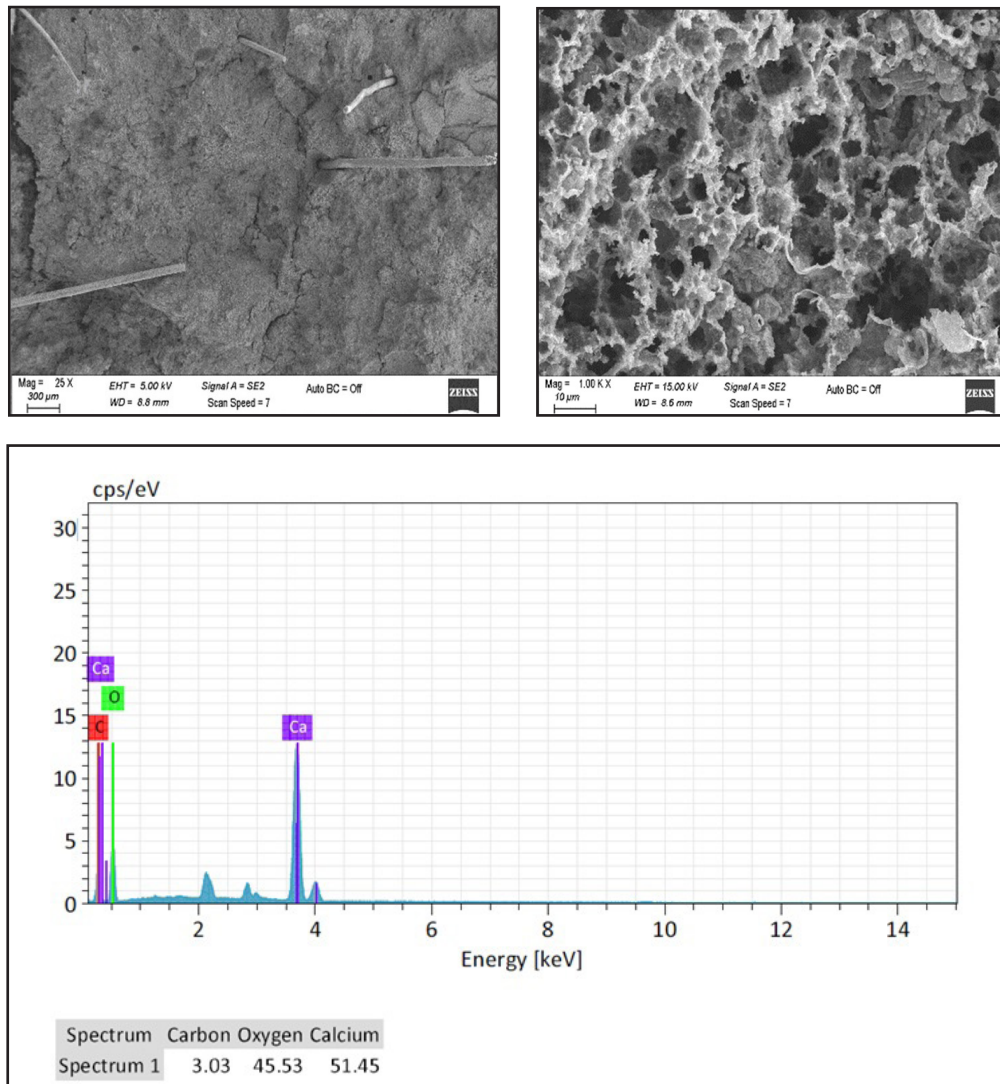 Mag = 25 X
300 µm
EHT = 5.00 kV
WD = 8.8 mm
Signal A = SE2
Scan Speed = 7
Auto BC = Off
ZEISS
Mag = 1.00 K X
10 µm
EHT = 15.00 kV
WD = 8.6 mm
Signal A = SE2
Scan Speed = 7
Auto BC = Off
ZEISS
cps/eV
30
25
20
15
10
5
0
Ca
O
C
Ca
2 4 6 8 10 12 14
Energy [keV]
Spectrum Carbon Oxygen Calcium
Spectrum 1 3.03 45.53 51.45